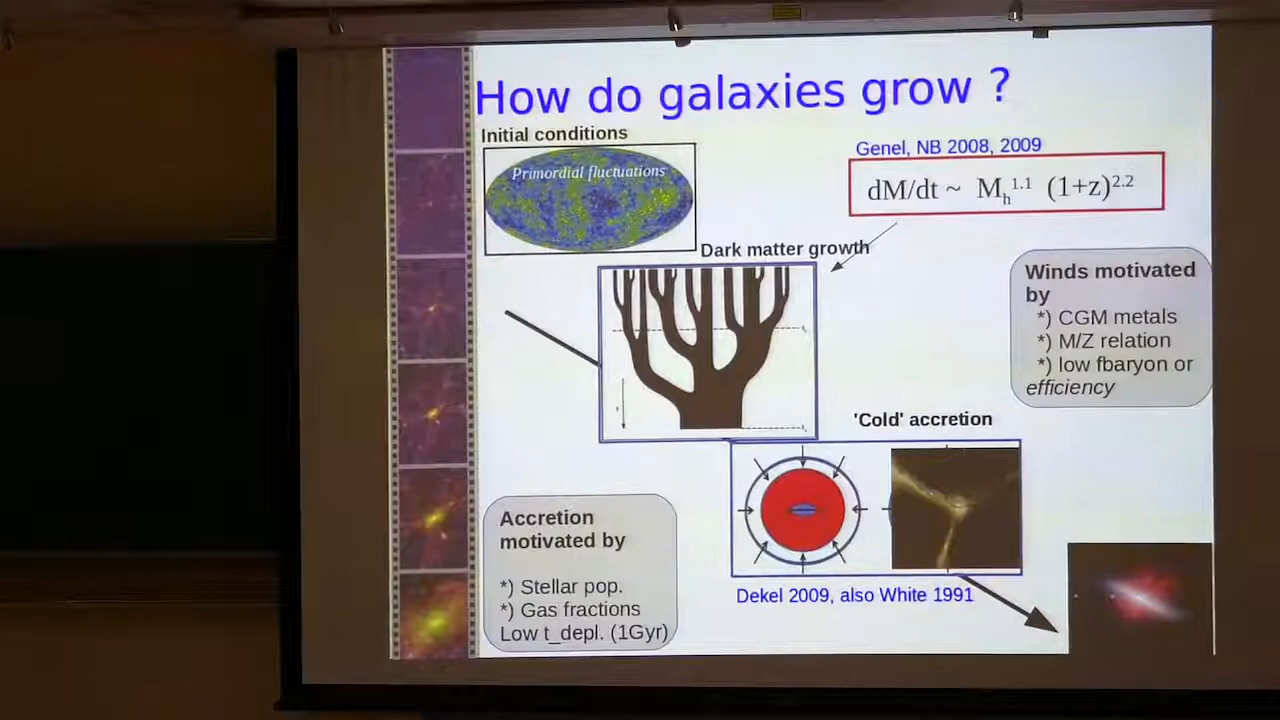 How do galaxies grow ?
Initial conditions
Primordial fluctuations
Genel, NB 2008, 2009
dM/dt ~ Mₕ¹·¹ (1+z)²·²
Dark matter growth
Winds motivated
by
*) CGM metals
*) M/Z relation
*) low fbaryon or
efficiency
'Cold' accretion
Accretion
motivated by
*) Stellar pop.
*) Gas fractions
Low t_depl. (1Gyr)
Dekel 2009, also White 1991